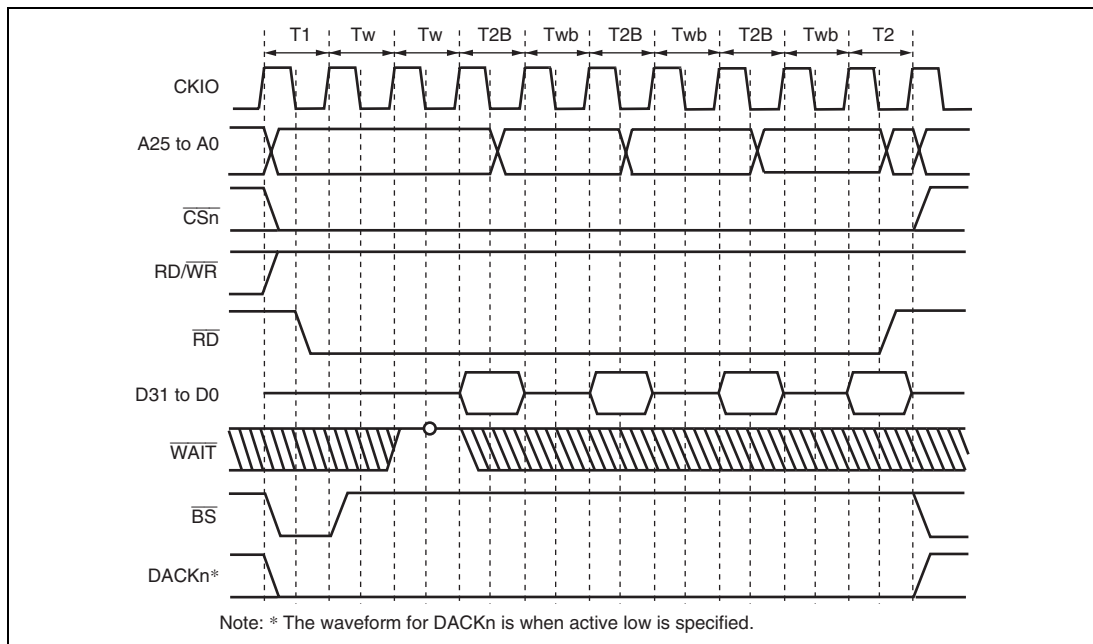 T1 Tw Tw T2B Twb T2B Twb T2B Twb T2
CKIO
A25 to A0
CSn
RD/WR
RD
D31 to D0
WAIT
BS
DACKn*
Note: * The waveform for DACKn is when active low is specified.